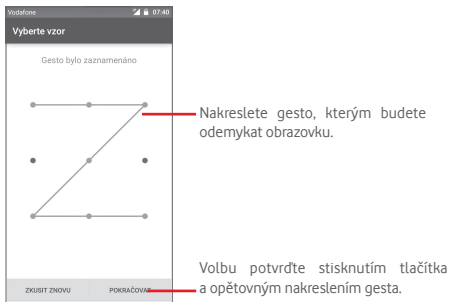 Vodafone 07:40
Vyberte vzor
Gesto bylo zaznamenáno
Nakreslete gesto, kterým budete
odemykat obrazovku.
Volbu potvrďte stisknutím tlačítka
a opětovným nakreslením gesta.
ZKUSIT ZNOVU POKRAČOVAT